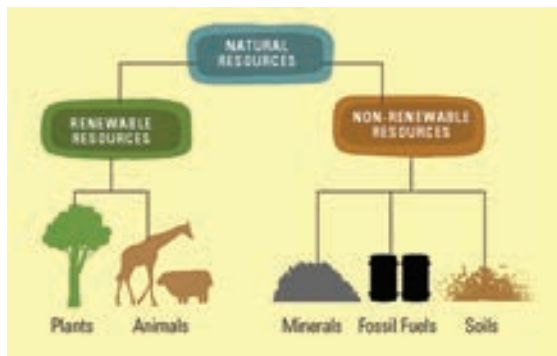 NATURAL
RESOURCES
RENEWABLE
RESOURCES
NON-RENEWABLE
RESOURCES
Plants
Animals
Minerals
Fossil Fuels
Soils